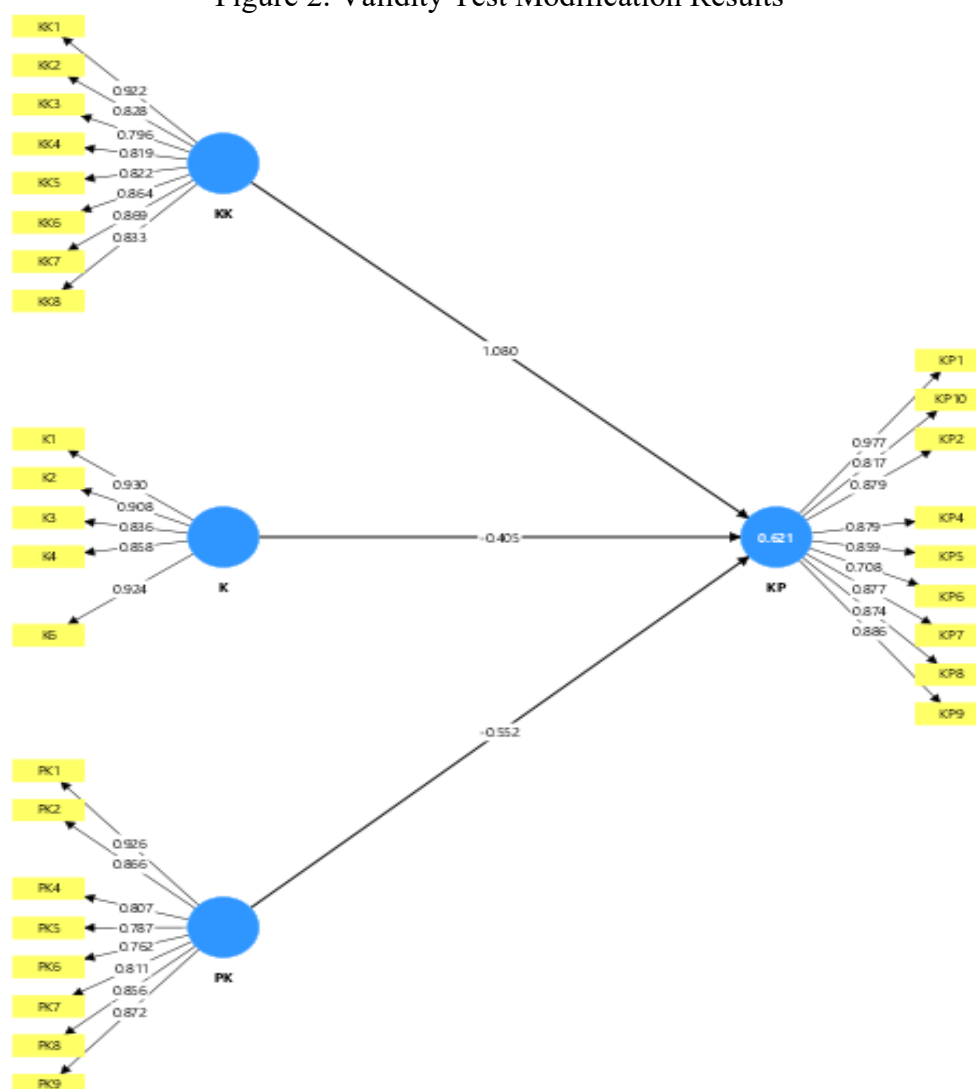 Figure 2. Validity Test Modification Results
KK1
KK2
KK3
KK4
KK5
KK6
KK7
KK8
0.922
0.828
0.796
0.819
0.822
0.864
0.869
0.833
KK
1.080
K1
K2
K3
K4
K6
0.930
0.908
0.836
0.858
0.924
K
-0.405
PK1
PK2
PK4
PK5
PK6
PK7
PK8
PK9
0.926
0.866
0.807
0.787
0.762
0.811
0.856
0.872
PK
-0.552
0.621
KP
0.977
0.817
0.879
0.879
0.859
0.708
0.877
0.874
0.886
KP1
KP10
KP2
KP4
KP5
KP6
KP7
KP8
KP9